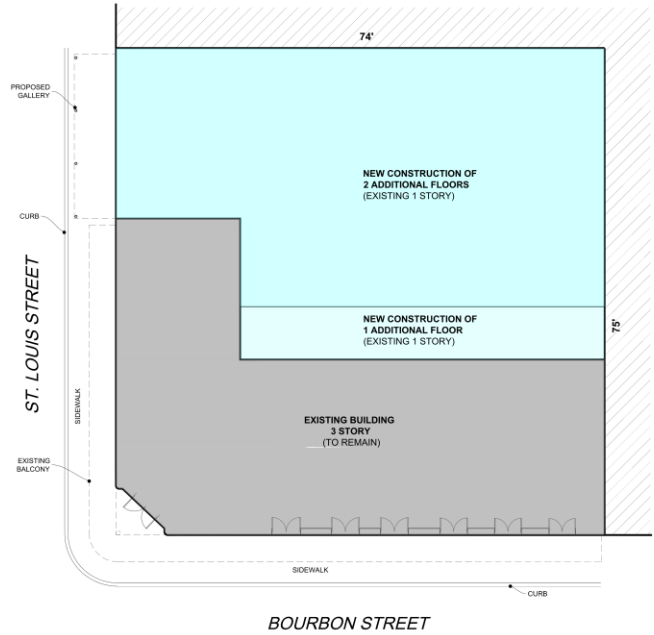 74'
PROPOSED
GALLERY
NEW CONSTRUCTION OF
2 ADDITIONAL FLOORS
(EXISTING 1 STORY)
CURB
ST. LOUIS STREET
NEW CONSTRUCTION OF
1 ADDITIONAL FLOOR
(EXISTING 1 STORY)
75'
SIDEWALK
EXISTING BUILDING
3 STORY
(TO REMAIN)
EXISTING
BALCONY
SIDEWALK
CURB
BOURBON STREET